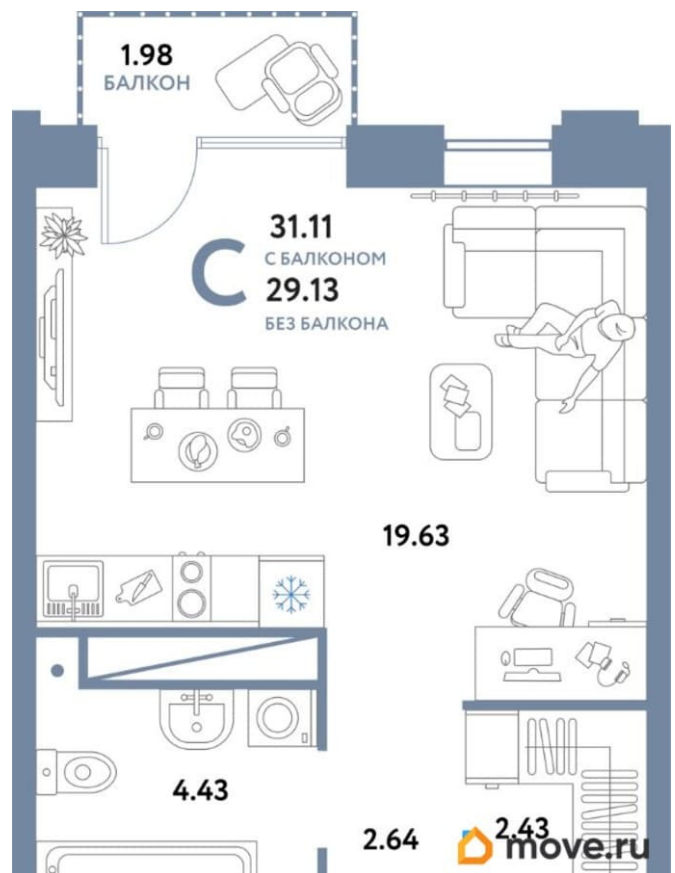 1.98
БАЛКОН
С
31.11
С БАЛКОНОМ
29.13
БЕЗ БАЛКОНА
19.63
4.43
2.64
2.43
move.ru